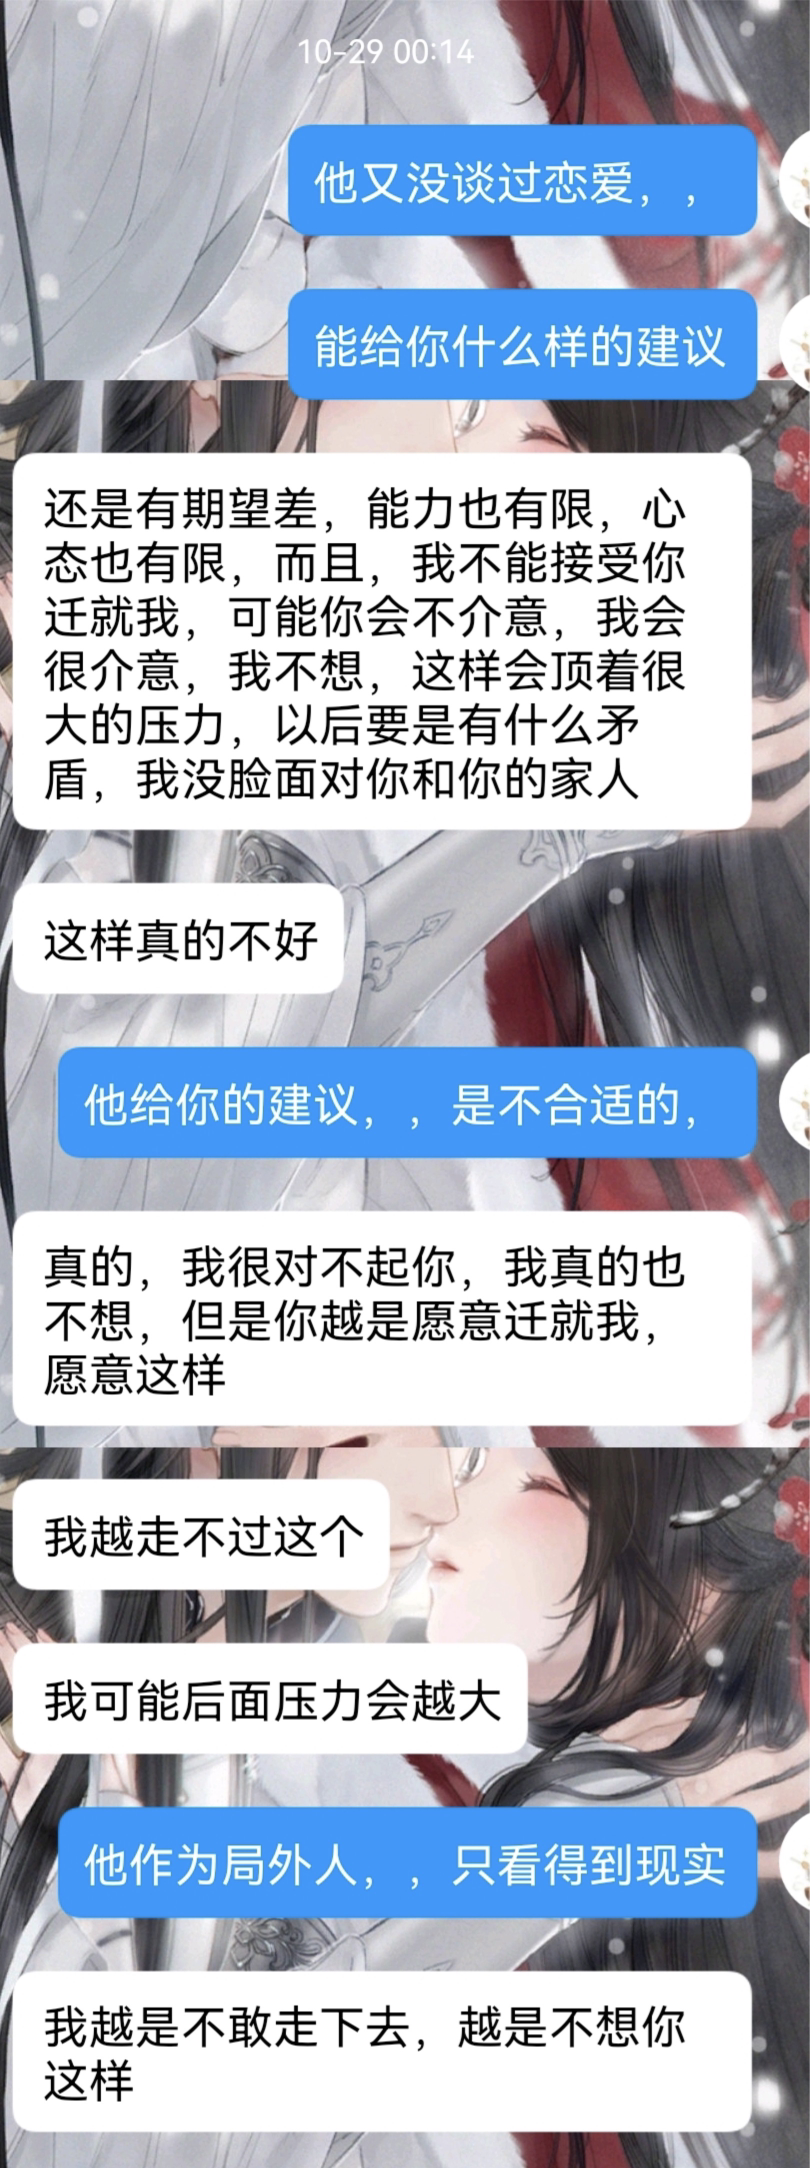 10-29 00:14
他又没谈过恋爱，，
能给你什么样的建议
还是有期望差，能力也有限，心
态也有限，而且，我不能接受你
迁就我，可能你会不介意，我会
很介意，我不想，这样会顶着很
大的压力，以后要是有什么矛
盾，我没脸面对你和你的家人
这样真的不好
他给你的建议，，是不合适的，
真的，我很对不起你，我真的也
不想，但是你越是愿意迁就我，
愿意这样
我越走不过这个
我可能后面压力会越大
他作为局外人，，只看得到现实
我越是不敢走下去，越是不想你
这样